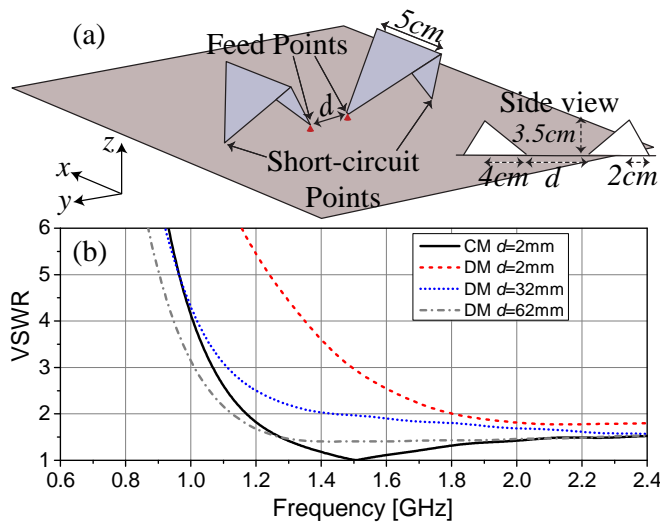 (a)
Feed Points
5cm
d
Side view
3.5cm
Short-circuit
Points
4cm d 2cm
z
x
y
(b)
CM d=2mm
DM d=2mm
DM d=32mm
DM d=62mm
VSWR
6
5
4
3
2
1
0.6 0.8 1.0 1.2 1.4 1.6 1.8 2.0 2.2 2.4
Frequency [GHz]